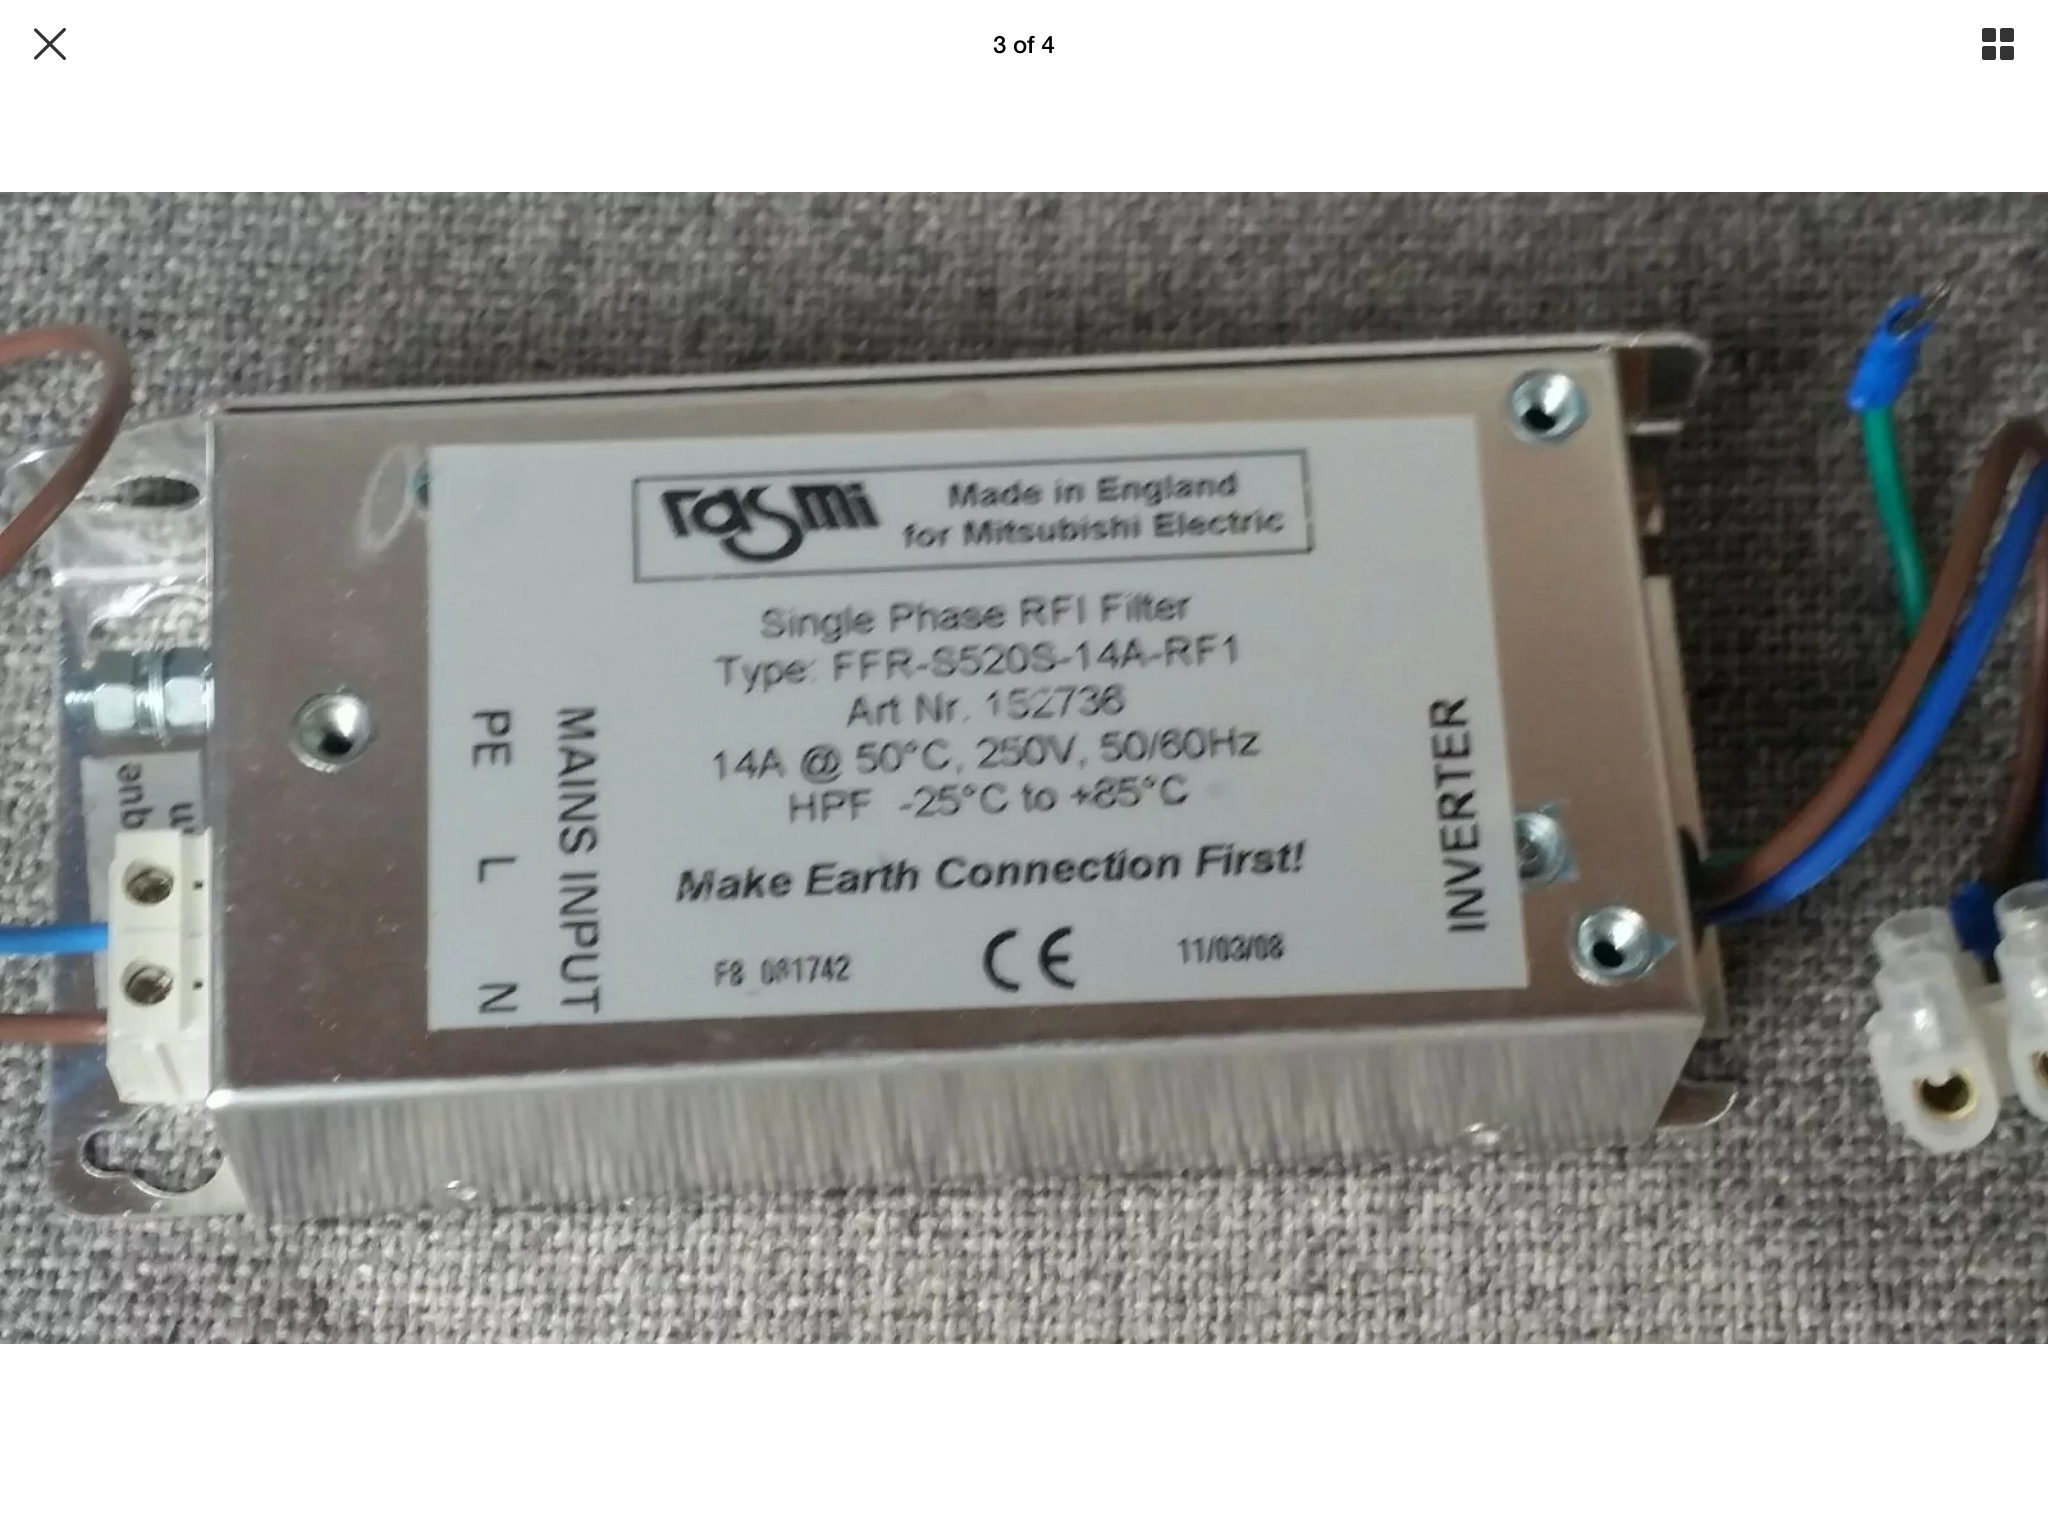 3 of 4
rasmi
Made in England
for Mitsubishi Electric
Single Phase RFI Filter
Type: FFR-S520S-14A-RF1
Art Nr. 152736
14A @ 50°C, 250V, 50/60Hz
HPF -25°C to +85°C
Make Earth Connection First!
F8 081742
CE
11/03/08
PE
L
N
MAINS INPUT
INVERTER